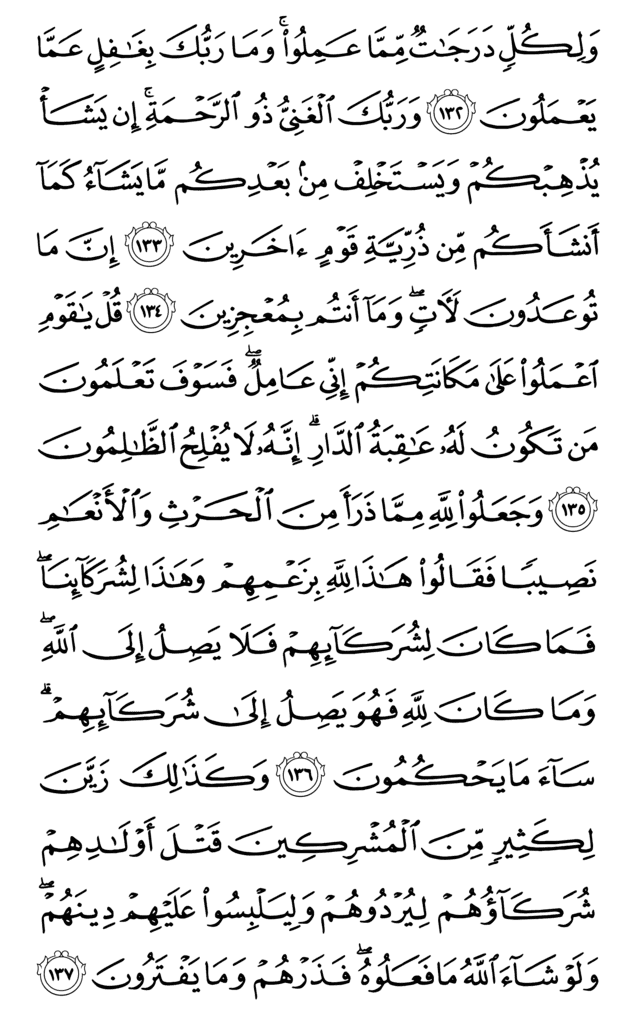 وَلِكُلٍّ دَرَجَٰتٌ مِّمَّا عَمِلُوا۟ ۚ وَمَا رَبُّكَ بِغَٰفِلٍ عَمَّا
يَعْمَلُونَ ١٣٢ وَرَبُّكَ ٱلْغَنِىُّ ذُو ٱلرَّحْمَةِ ۚ إِن يَشَأْ
يُذْهِبْكُمْ وَيَسْتَخْلِفْ مِنۢ بَعْدِكُم مَّا يَشَآءُ كَمَآ
أَنشَأَكُم مِّن ذُرِّيَّةِ قَوْمٍ ءَاخَرِينَ ١٣٣ إِنَّ مَا
تُوعَدُونَ لَءَاتٍ ۖ وَمَآ أَنتُم بِمُعْجِزِينَ ١٣٤ قُلْ يَٰقَوْمِ
ٱعْمَلُوا۟ عَلَىٰ مَكَانَتِكُمْ إِنِّى عَامِلٌ ۖ فَسَوْفَ تَعْلَمُونَ
مَن تَكُونُ لَهُۥ عَٰقِبَةُ ٱلدَّارِ ۗ إِنَّهُۥ لَا يُفْلِحُ ٱلظَّٰلِمُونَ
١٣٥ وَجَعَلُوا۟ لِلَّهِ مِمَّا ذَرَأَ مِنَ ٱلْحَرْثِ وَٱلْأَنْعَٰمِ
نَصِيبًا فَقَالُوا۟ هَٰذَا لِلَّهِ بِزَعْمِهِمْ وَهَٰذَا لِشُرَكَآئِنَا ۖ
فَمَا كَانَ لِشُرَكَآئِهِمْ فَلَا يَصِلُ إِلَى ٱللَّهِ ۖ
وَمَا كَانَ لِلَّهِ فَهُوَ يَصِلُ إِلَىٰ شُرَكَآئِهِمْ ۗ
سَآءَ مَا يَحْكُمُونَ ١٣٦ وَكَذَٰلِكَ زَيَّنَ
لِكَثِيرٍ مِّنَ ٱلْمُشْرِكِينَ قَتْلَ أَوْلَٰدِهِمْ
شُرَكَآؤُهُمْ لِيُرْدُوهُمْ وَلِيَلْبِسُوا۟ عَلَيْهِمْ دِينَهُمْ ۖ
وَلَوْ شَآءَ ٱللَّهُ مَا فَعَلُوهُ ۖ فَذَرْهُمْ وَمَا يَفْتَرُونَ ١٣٧